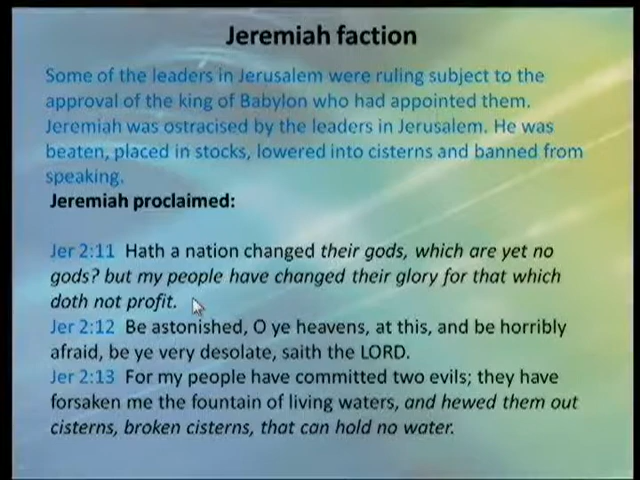 Jeremiah faction
Some of the leaders in Jerusalem were ruling subject to the
approval of the king of Babylon who had appointed them.
Jeremiah was ostracised by the leaders in Jerusalem. He was
beaten, placed in stocks, lowered into cisterns and banned from
speaking.
Jeremiah proclaimed:
Jer 2:11 Hath a nation changed their gods, which are yet no
gods? but my people have changed their glory for that which
doth not profit.
Jer 2:12 Be astonished, O ye heavens, at this, and be horribly
afraid, be ye very desolate, saith the LORD.
Jer 2:13 For my people have committed two evils; they have
forsaken me the fountain of living waters, and hewed them out
cisterns, broken cisterns, that can hold no water.